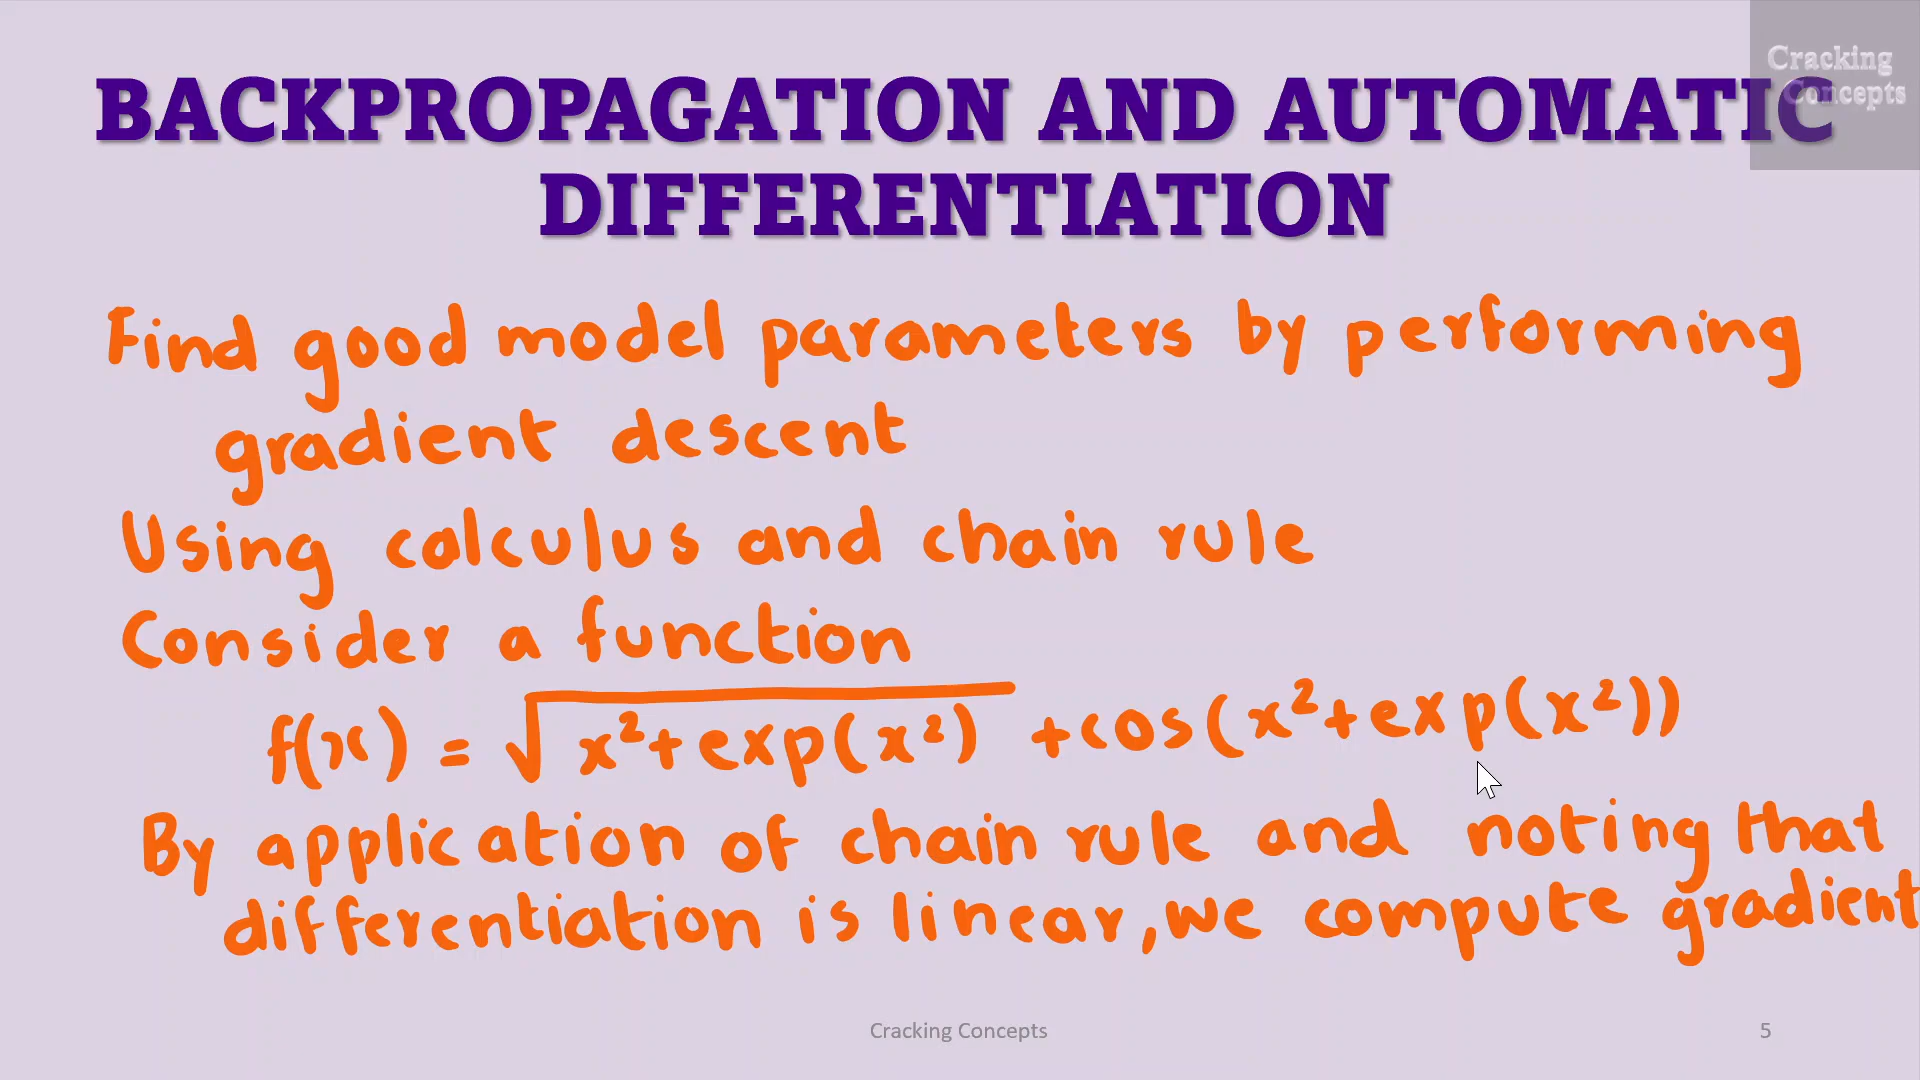 Cracking
Concepts
BACKPROPAGATION AND AUTOMATIC
DIFFERENTIATION
Find good model parameters by performing
gradient descent
Using calculus and chain rule
Consider a function
f(x) = √x²+exp(x²) +cos(x²+exp(x²))
By application of chain rule and noting that
differentiation is linear, we compute gradient
Cracking Concepts
5